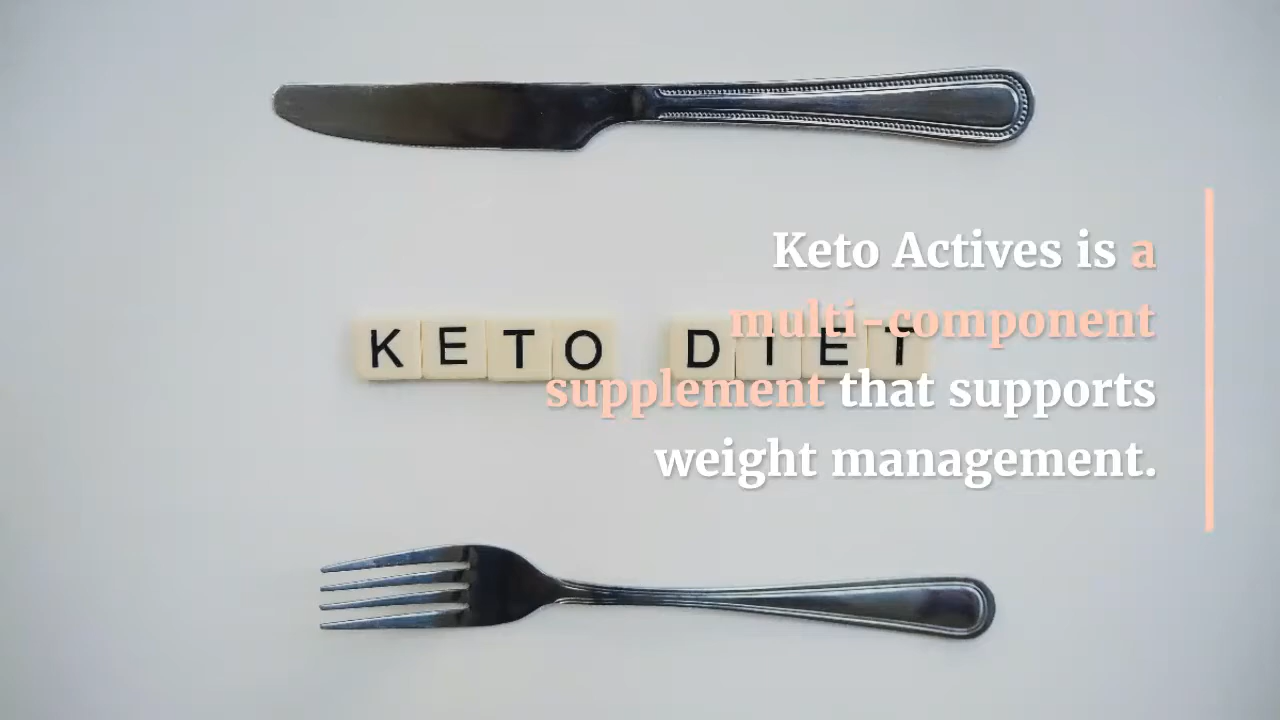 Keto Actives is a
multi-component
supplement that supports
weight management.
KETO DIET